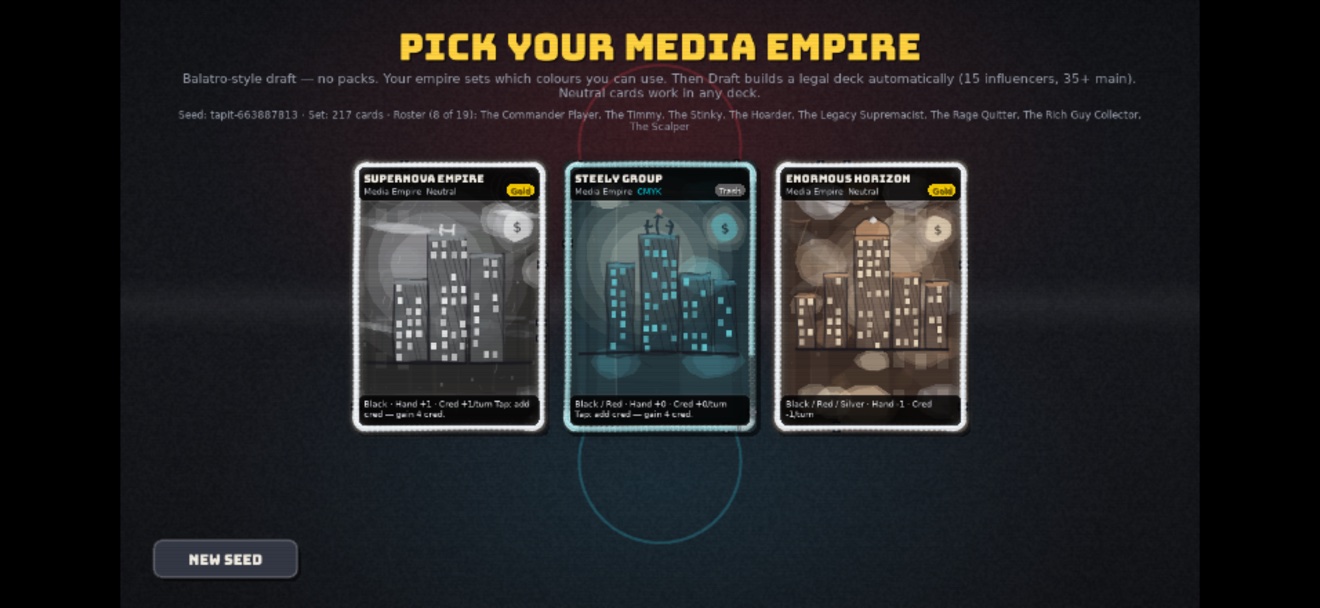 PICK YOUR MEDIA EMPIRE
Balatro-style draft — no packs. Your empire sets which colours you can use. Then Draft builds a legal deck automatically (15 influencers, 35+ main).
Neutral cards work in any deck.
Seed: tapit-663887813 · Set: 217 cards · Roster (8 of 19): The Commander Player, The Timmy, The Stinky, The Hoarder, The Legacy Supremacist, The Rage Quitter, The Rich Guy Collector,
The Scalper
SUPERNOVA EMPIRE
Media Empire Neutral
Gold
$
Black · Hand +1 · Cred +1/turn Tap: add
cred — gain 4 cred.
STEELY GROUP
Media Empire CMYK
Trash
$
Black / Red · Hand +0 · Cred +0/turn
Tap: add cred — gain 4 cred.
ENORMOUS HORIZON
Media Empire Neutral
Gold
$
Black / Red / Silver · Hand -1 · Cred
-1/turn
NEW SEED